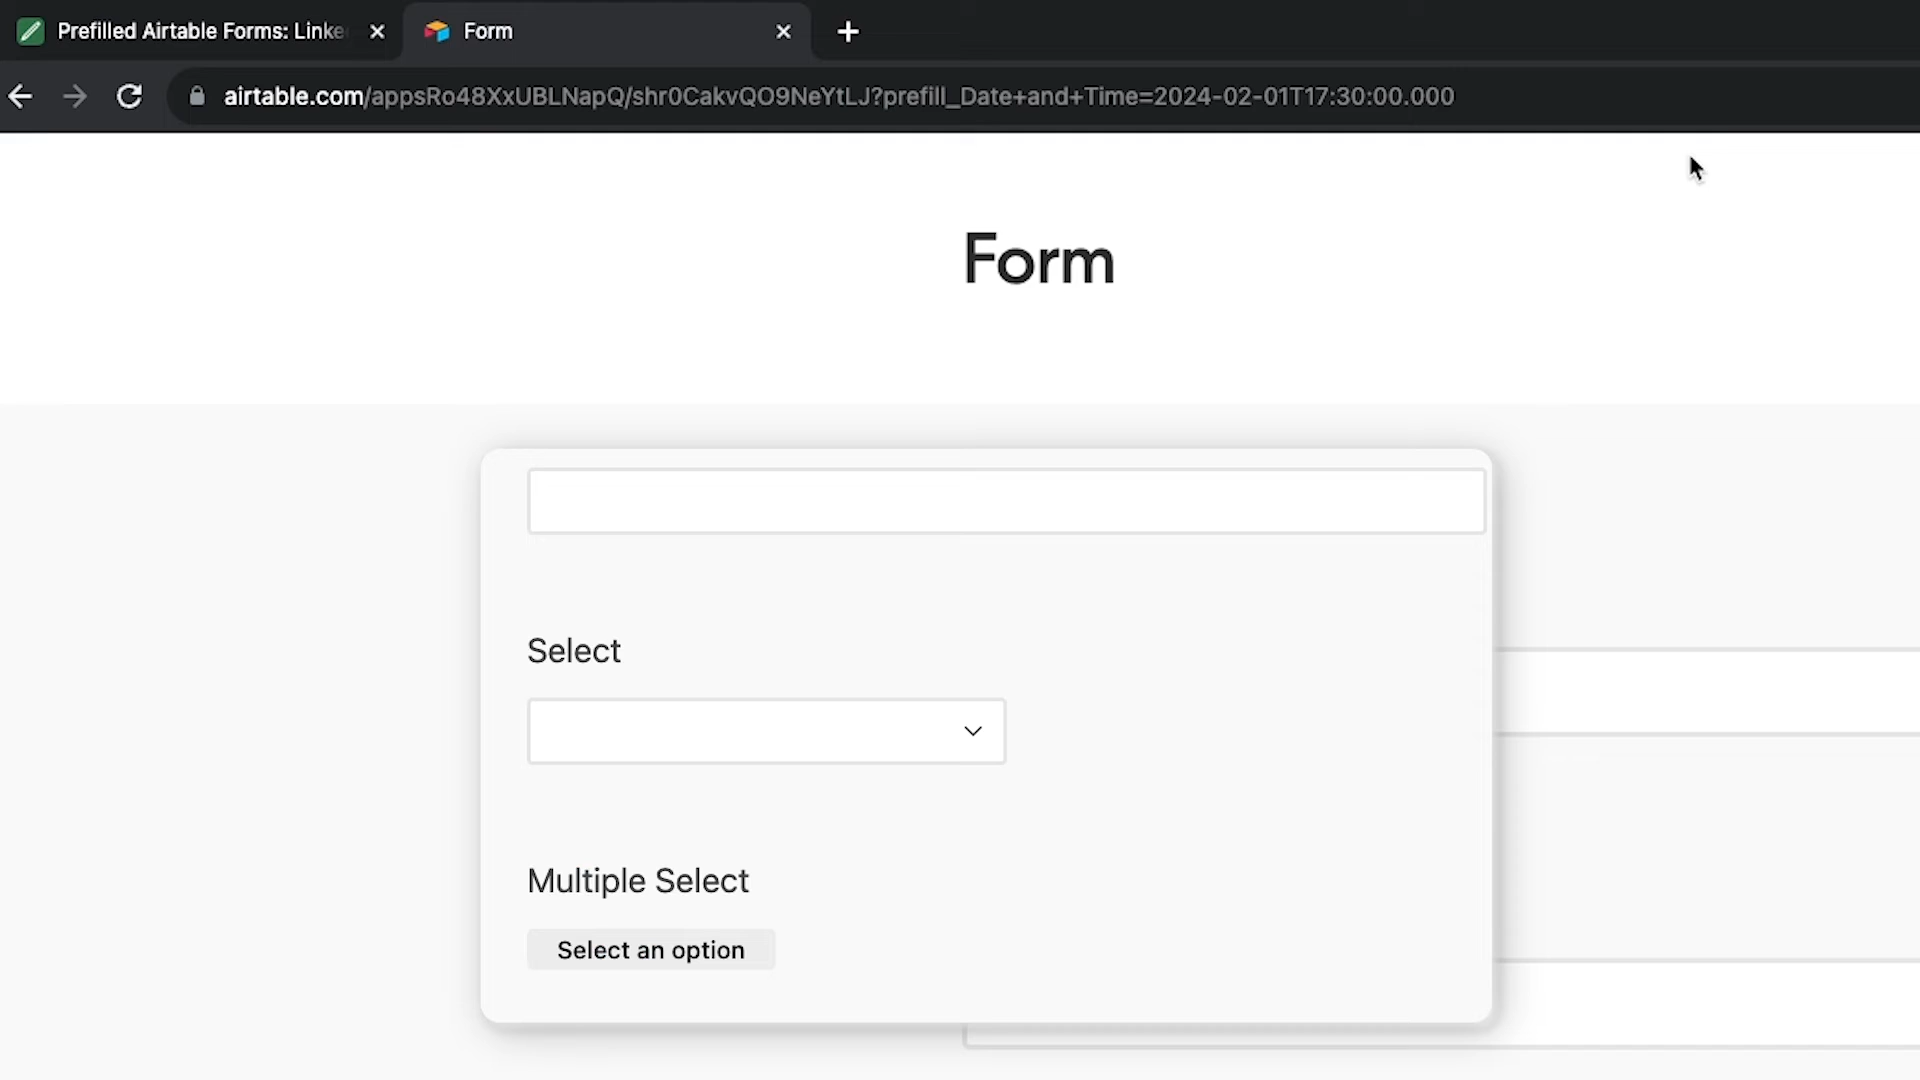 Prefilled Airtable Forms: Linke
Form
airtable.com/appsRo48XxUBLNapQ/shr0CakvQO9NeYtLJ?prefill_Date+and+Time=2024-02-01T17:30:00.000
Form
Select
Multiple Select
Select an option